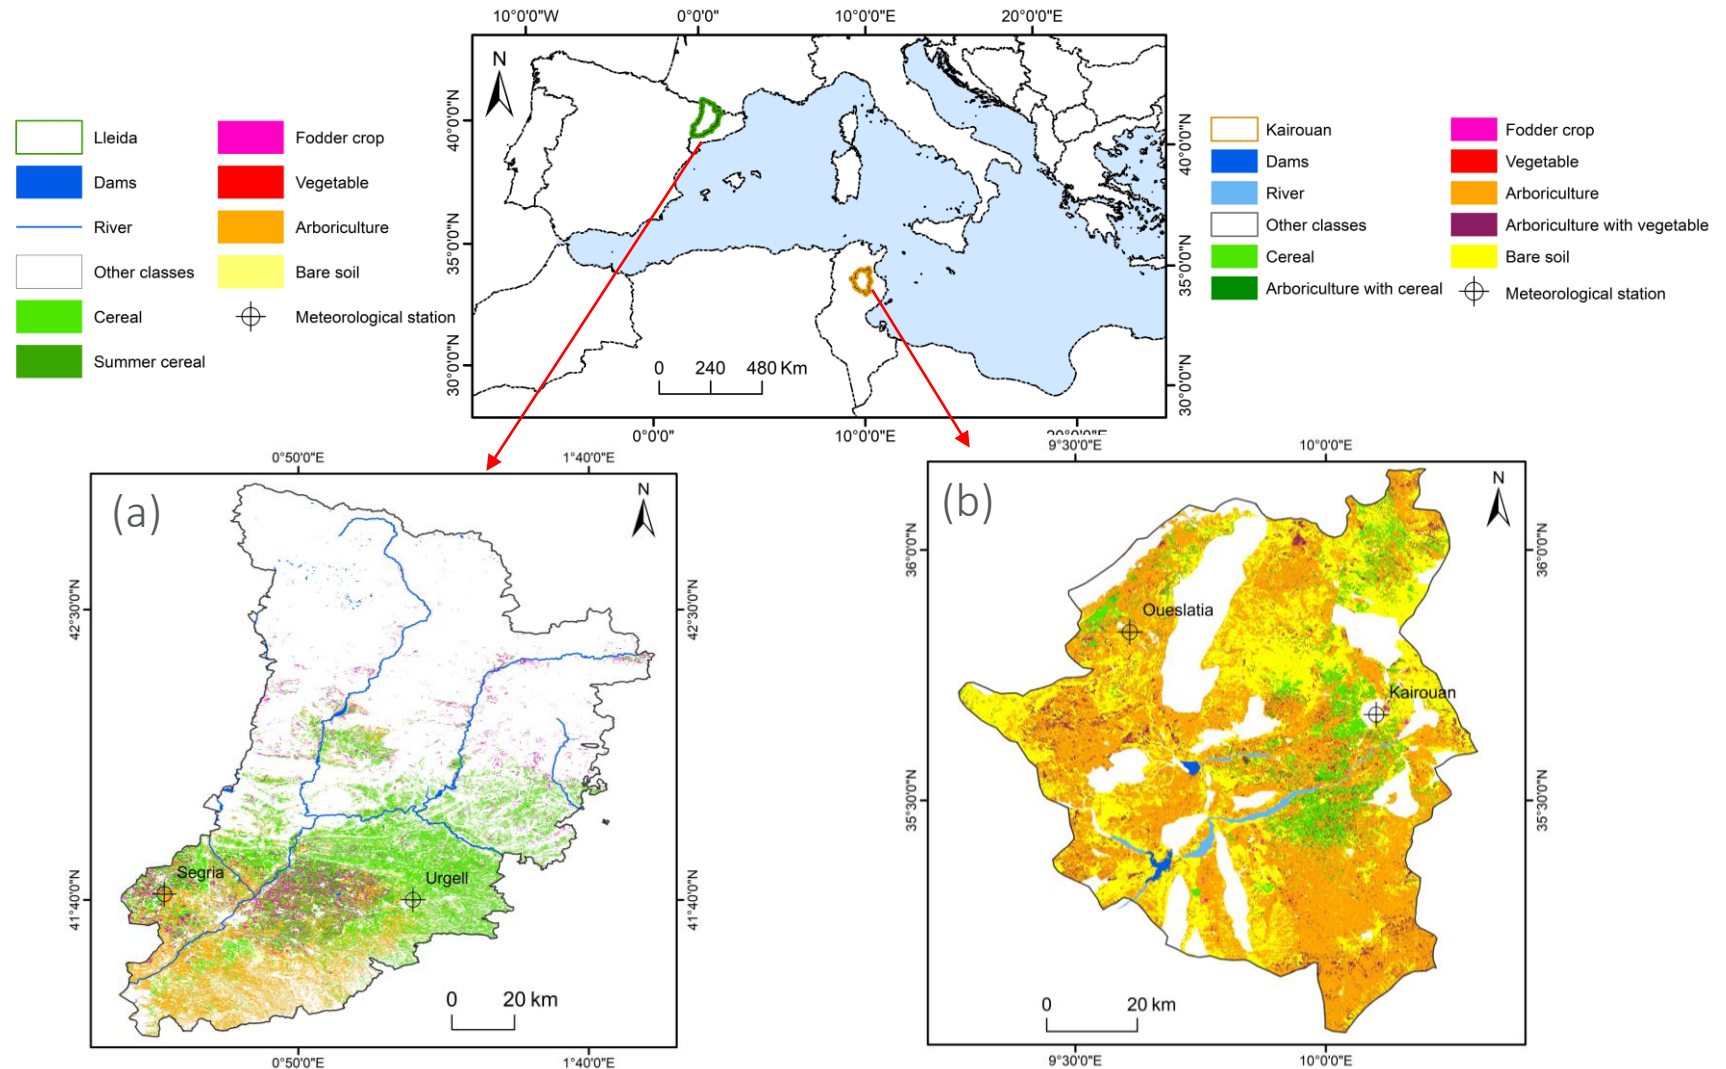 10°0'0"W
0°0'0"
10°0'0"E
20°0'0"E
N
40°0'0"N
35°0'0"N
30°0'0"N
40°0'0"N
35°0'0"N
30°0'0"N
0
240
480 Km
0°0'0"
10°0'0"E
Lleida
Dams
River
Other classes
Cereal
Summer cereal
Fodder crop
Vegetable
Arboriculture
Bare soil
Meteorological station
Kairouan
Dams
River
Other classes
Cereal
Arboriculture with cereal
Fodder crop
Vegetable
Arboriculture
Arboriculture with vegetable
Bare soil
Meteorological station
0°50'0"E
1°40'0"E
(a)
N
42°30'0"N
42°30'0"N
Segria
Urgell
41°40'0"N
41°40'0"N
0
20 km
0°50'0"E
1°40'0"E
9°30'0"E
10°0'0"E
(b)
N
36°0'0"N
36°0'0"N
Oueslatia
Kairouan
35°30'0"N
35°30'0"N
0
20 km
9°30'0"E
10°0'0"E